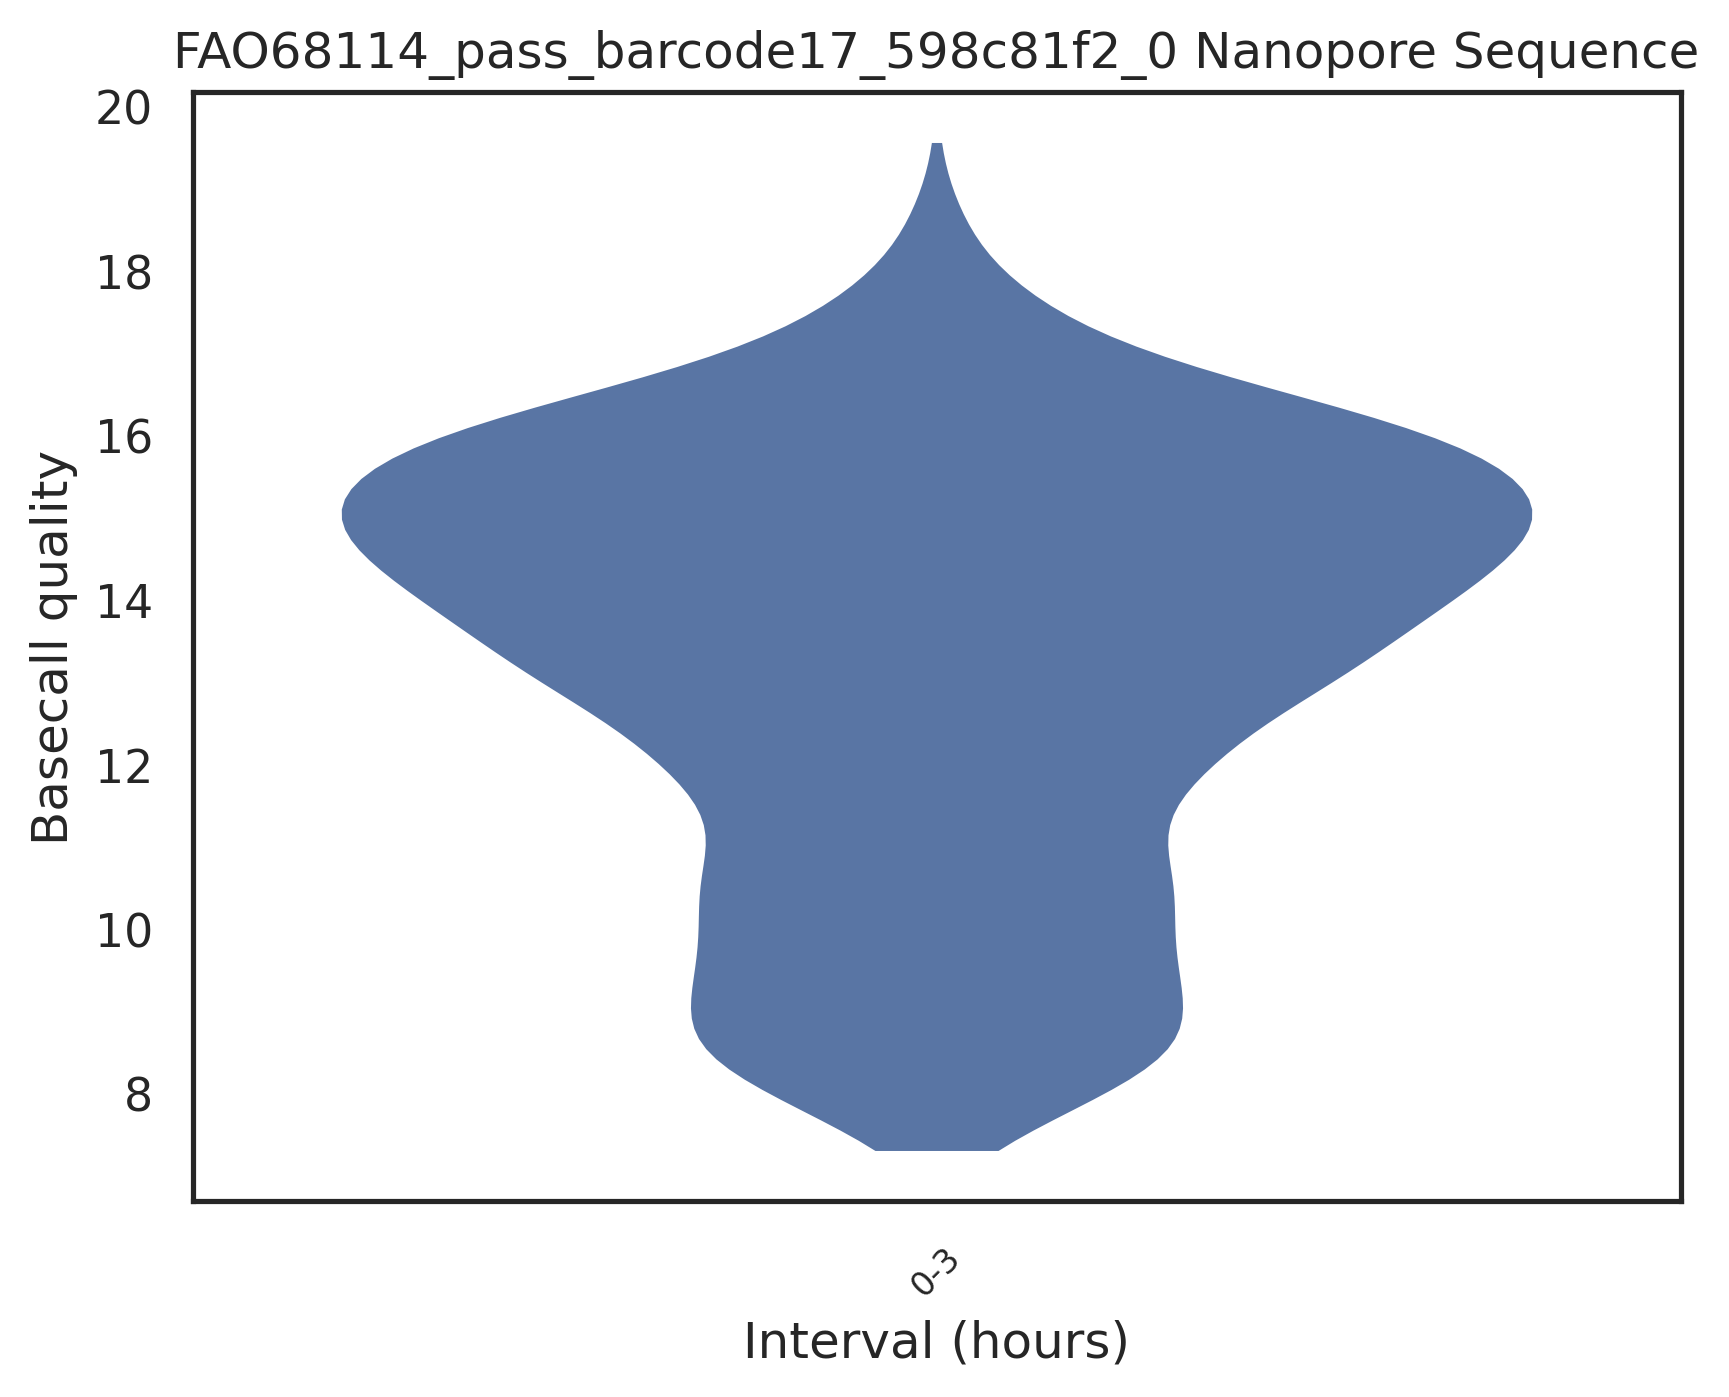 FAO68114_pass_barcode17_598c81f2_0 Nanopore Sequence
Basecall quality
20
18
16
14
12
10
8
0-3
Interval (hours)